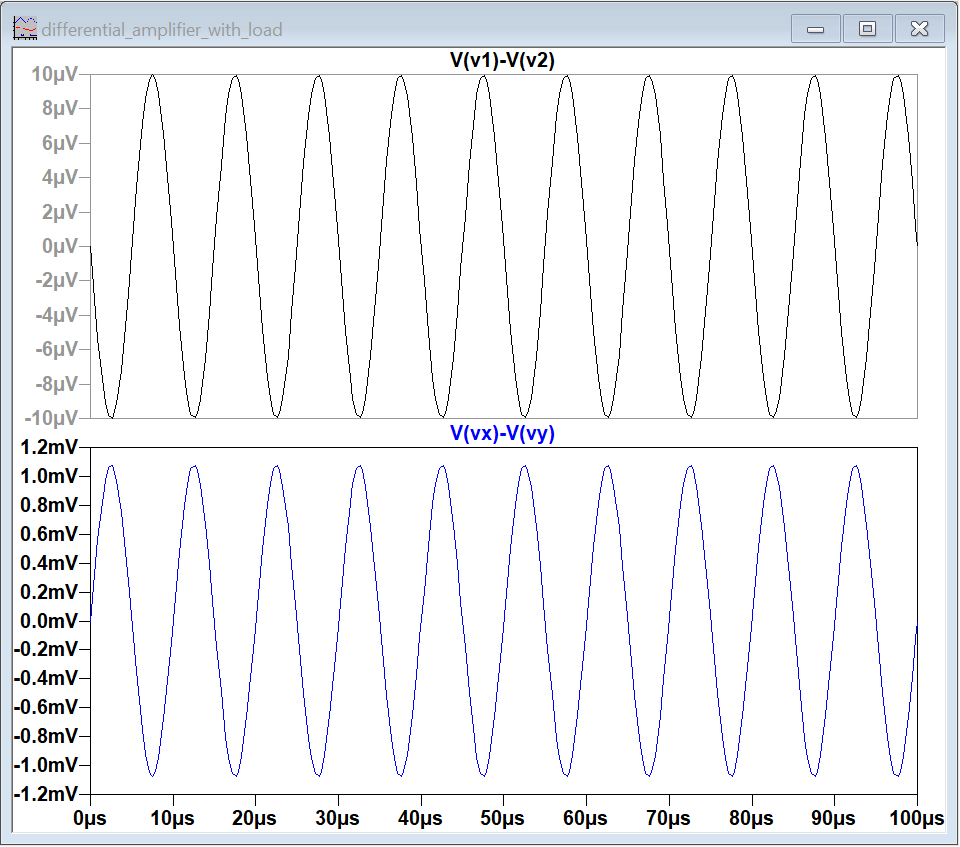 differential_amplifier_with_load
V(v1)-V(v2)
10µV
8µV
6µV
4µV
2µV
0µV
-2µV
-4µV
-6µV
-8µV
-10µV
V(vx)-V(vy)
1.2mV
1.0mV
0.8mV
0.6mV
0.4mV
0.2mV
0.0mV
-0.2mV
-0.4mV
-0.6mV
-0.8mV
-1.0mV
-1.2mV
0µs 10µs 20µs 30µs 40µs 50µs 60µs 70µs 80µs 90µs 100µs